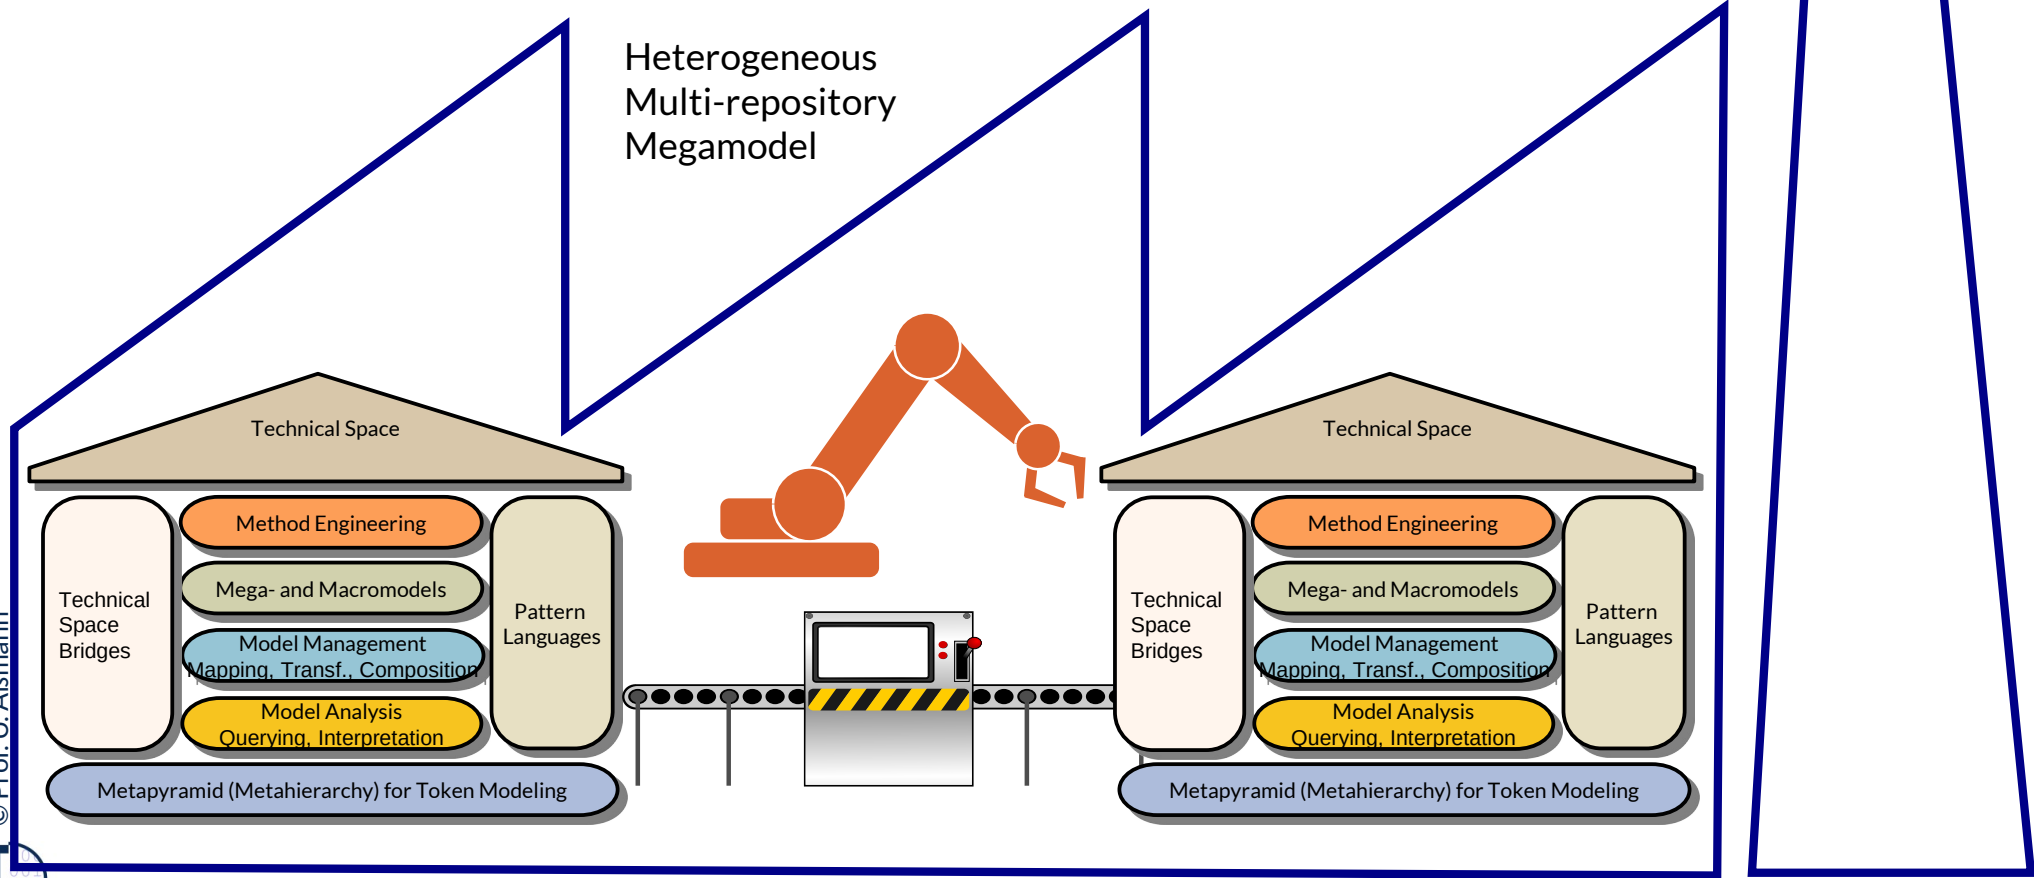 Heterogeneous
Multi-repository
Megamodel
Technical Space
Method Engineering
Mega- and Macromodels
Technical
Space
Bridges
Model Management
Mapping, Transf., Composition
Model Analysis
Querying, Interpretation
Pattern
Languages
Metapyramid (Metahierarchy) for Token Modeling
Technical Space
Method Engineering
Mega- and Macromodels
Technical
Space
Bridges
Model Management
Mapping, Transf., Composition
Model Analysis
Querying, Interpretation
Pattern
Languages
Metapyramid (Metahierarchy) for Token Modeling
© Prof. U. Aßmann